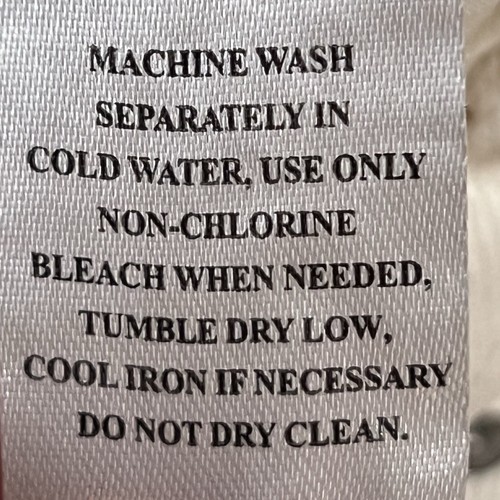 MACHINE WASH
SEPARATELY IN
COLD WATER, USE ONLY
NON-CHLORINE
BLEACH WHEN NEEDED,
TUMBLE DRY LOW,
COOL IRON IF NECESSARY
DO NOT DRY CLEAN.